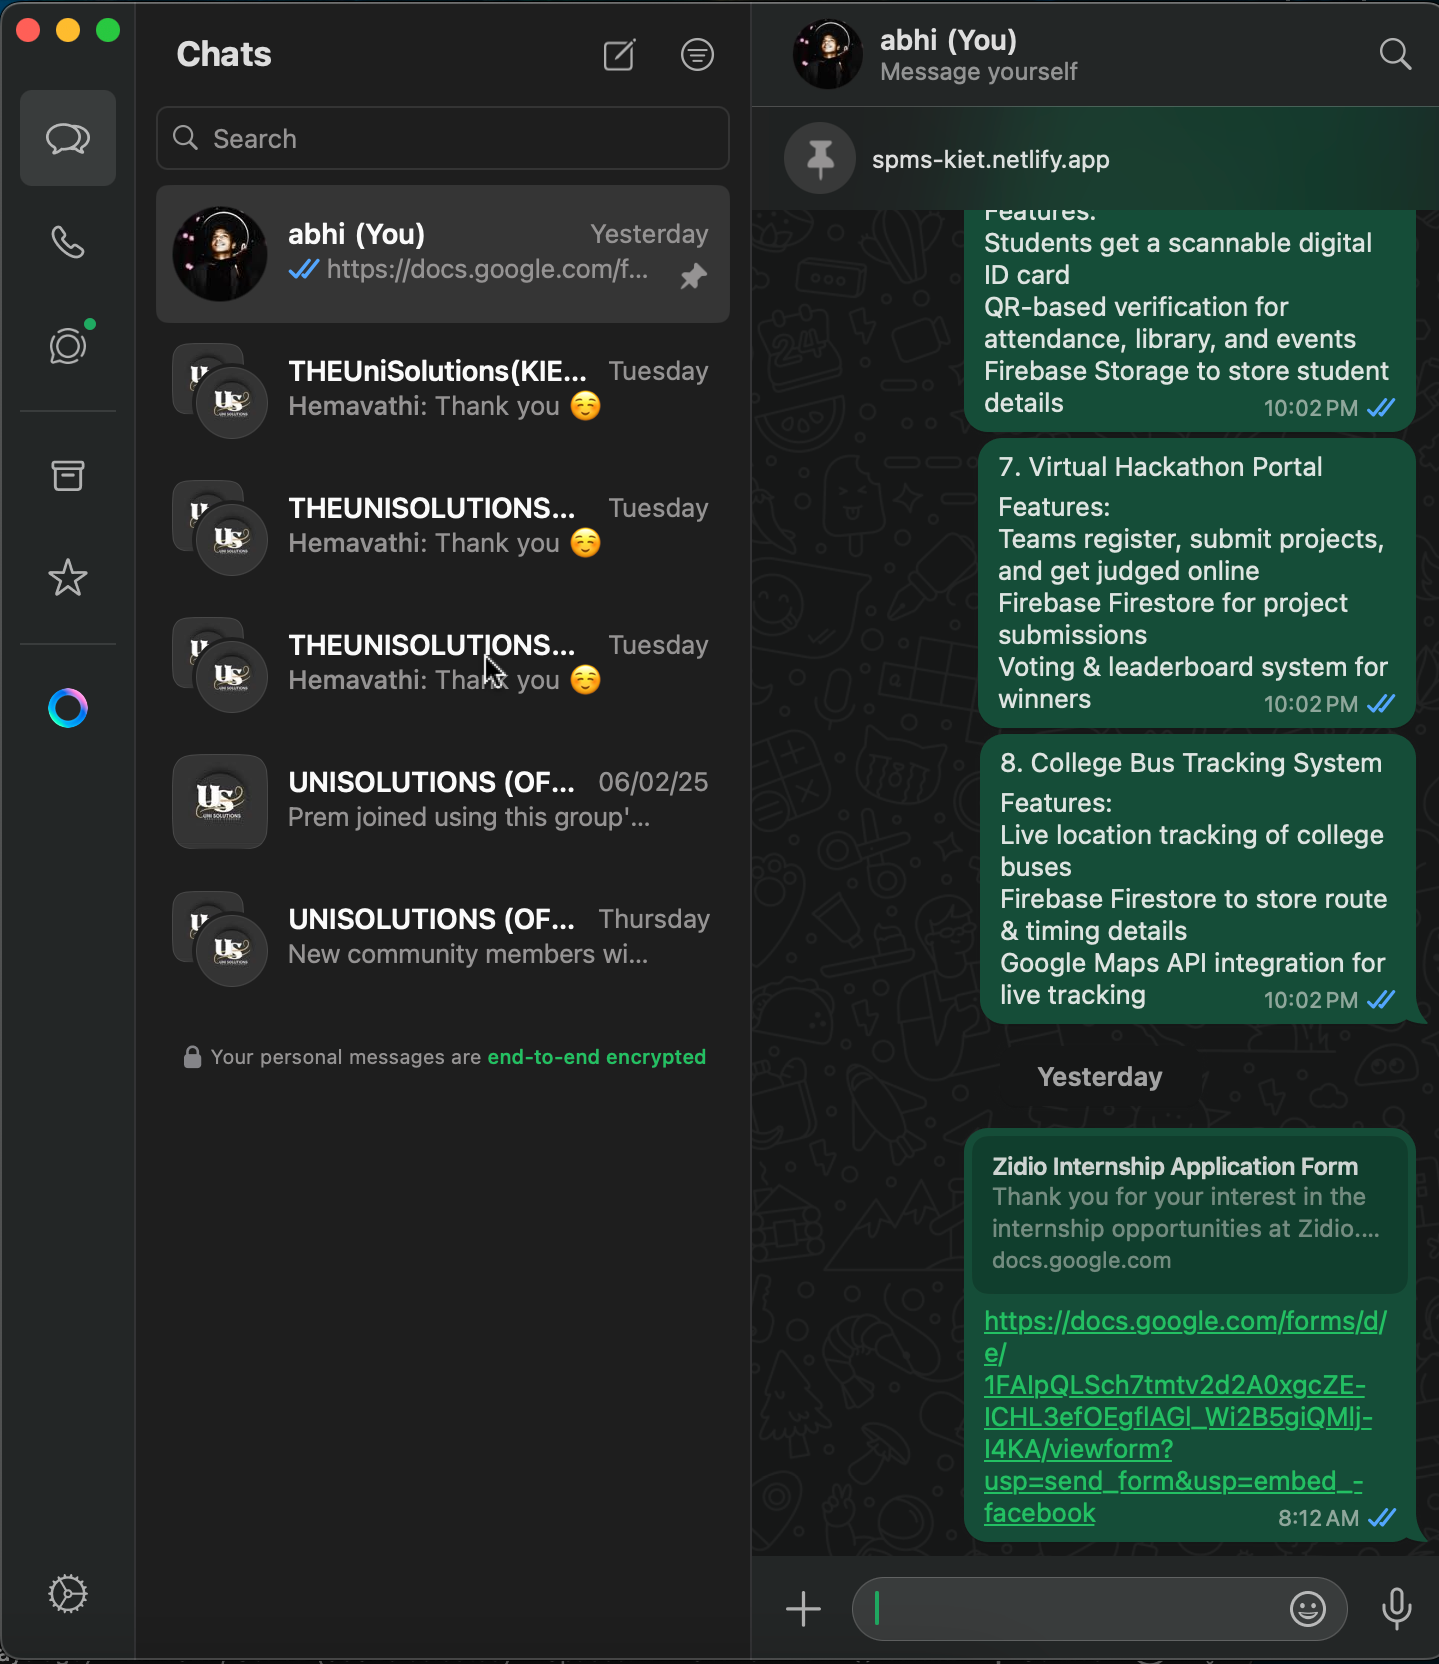 Chats
Search
abhi (You)
Yesterday
https://docs.google.com/f...
THEUniSolutions(KIE...
Tuesday
Hemavathi: Thank you ☺️
THEUNISOLUTIONS...
Tuesday
Hemavathi: Thank you ☺️
THEUNISOLUTIONS...
Tuesday
Hemavathi: Thank you ☺️
UNISOLUTIONS (OF...
06/02/25
Prem joined using this group'...
UNISOLUTIONS (OF...
Thursday
New community members wi...
Your personal messages are end-to-end encrypted
abhi (You)
Message yourself
spms-kiet.netlify.app
Features:
Students get a scannable digital
ID card
QR-based verification for
attendance, library, and events
Firebase Storage to store student
details
10:02 PM
7. Virtual Hackathon Portal
Features:
Teams register, submit projects,
and get judged online
Firebase Firestore for project
submissions
Voting & leaderboard system for
winners
10:02 PM
8. College Bus Tracking System
Features:
Live location tracking of college
buses
Firebase Firestore to store route
& timing details
Google Maps API integration for
live tracking
10:02 PM
Yesterday
Zidio Internship Application Form
Thank you for your interest in the
internship opportunities at Zidio....
docs.google.com
https://docs.google.com/forms/d/
e/
1FAIpQLSch7tmtv2d2A0xgcZE-
ICHL3efOEgflAGl_Wi2B5giQMlj-
I4KA/viewform?
usp=send_form&usp=embed_-
facebook
8:12 AM